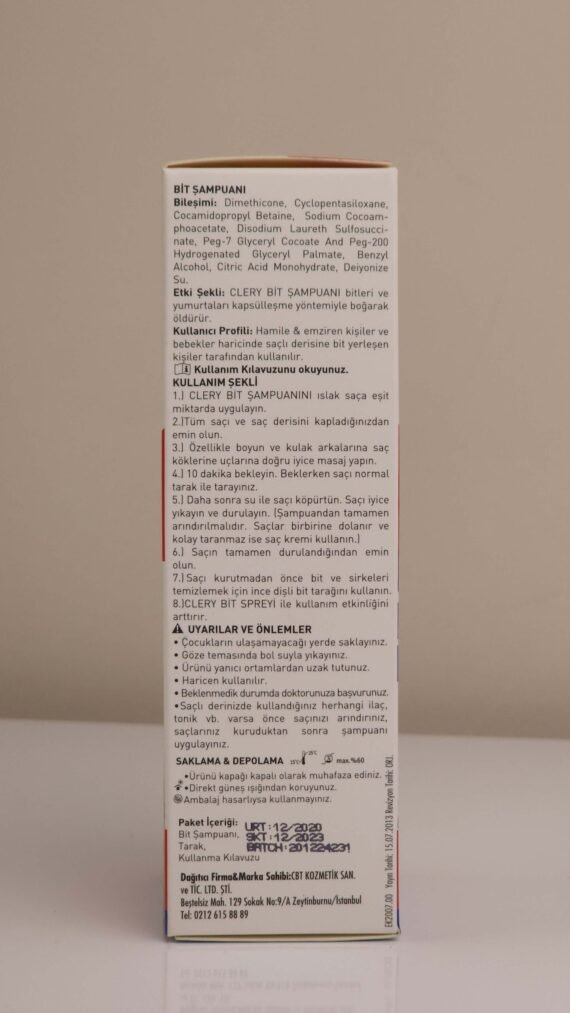 BİT ŞAMPUANI
Bileşimi: Dimethicone, Cyclopentasiloxane,
Cocamidopropyl Betaine, Sodium Cocoam-
phoacetate, Disodium Laureth Sulfosucci-
nate, Peg-7 Glyceryl Cocoate And Peg-200
Hydrogenated Glyceryl Palmate, Benzyl
Alcohol, Citric Acid Monohydrate, Deiyonize
Su.
Etki Şekli: CLERY BİT ŞAMPUANI bitleri ve
yumurtaları kapsülleşme yöntemiyle boğarak
öldürür.
Kullanıcı Profili: Hamile & emziren kişiler ve
bebekler haricinde saçlı derisine bit yerleşen
kişiler tarafından kullanılır.
Kullanım Kılavuzunu okuyunuz.
KULLANIM ŞEKLİ
1.) CLERY BİT ŞAMPUANINI ıslak saça eşit
miktarda uygulayın.
2.)Tüm saçı ve saç derisini kapladığınızdan
emin olun.
3.) Özellikle boyun ve kulak arkalarına saç
köklerine uçlarına doğru iyice masaj yapın.
4.) 10 dakika bekleyin. Beklerken saçı normal
tarak ile tarayınız.
5.) Daha sonra su ile saçı köpürtün. Saçı iyice
yıkayın ve durulayın. (Şampuandan tamamen
arındırılmalıdır. Saçlar birbirine dolanır ve
kolay taranmaz ise saç kremi kullanın.)
6.) Saçın tamamen durulandığından emin
olun.
7.)Saçı kurutmadan önce bit ve sirkeleri
temizlemek için ince dişli bit tarağını kullanın.
8.)CLERY BİT SPREYİ ile kullanım etkinliğini
arttırır.
UYARILAR VE ÖNLEMLER
• Çocukların ulaşamayacağı yerde saklayınız.
• Göze temasında bol suyla yıkayınız.
• Ürünü yanıcı ortamlardan uzak tutunuz.
• Haricen kullanılır.
• Beklenmedik durumda doktorunuza başvurunuz.
•Saçlı derinizde kullandığınız herhangi ilaç,
tonik vb. varsa önce saçınızı arındırınız,
saçlarınız kuruduktan sonra şampuanı
uygulayınız.
SAKLAMA & DEPOLAMA 15°C 25°C max.%60
•Ürünü kapağı kapalı olarak muhafaza ediniz.
•Direkt güneş ışığından koruyunuz.
Ambalaj hasarlıysa kullanmayınız.
Paket İçeriği:
Bit Şampuanı,
Tarak,
Kullanma Kılavuzu
URT:12/2020
SKT:12/2023
BATCH:201224231
Dağıtıcı Firma&Marka Sahibi:CBT KOZMETİK SAN.
ve TİC. LTD. ŞTİ.
Beştelsiz Mah. 129 Sokak No:9/A Zeytinburnu/İstanbul
Tel: 0212 615 88 89
EK2007.00 Yayın Tarihi: 15.07.2013 Revizyon Tarihi: ORJ.